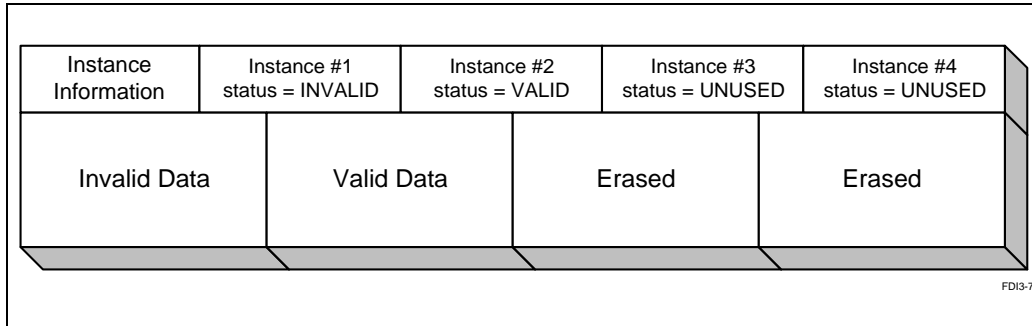 Instance
Information
Instance #1
status = INVALID
Instance #2
status = VALID
Instance #3
status = UNUSED
Instance #4
status = UNUSED
Invalid Data
Valid Data
Erased
Erased
FDI3-7